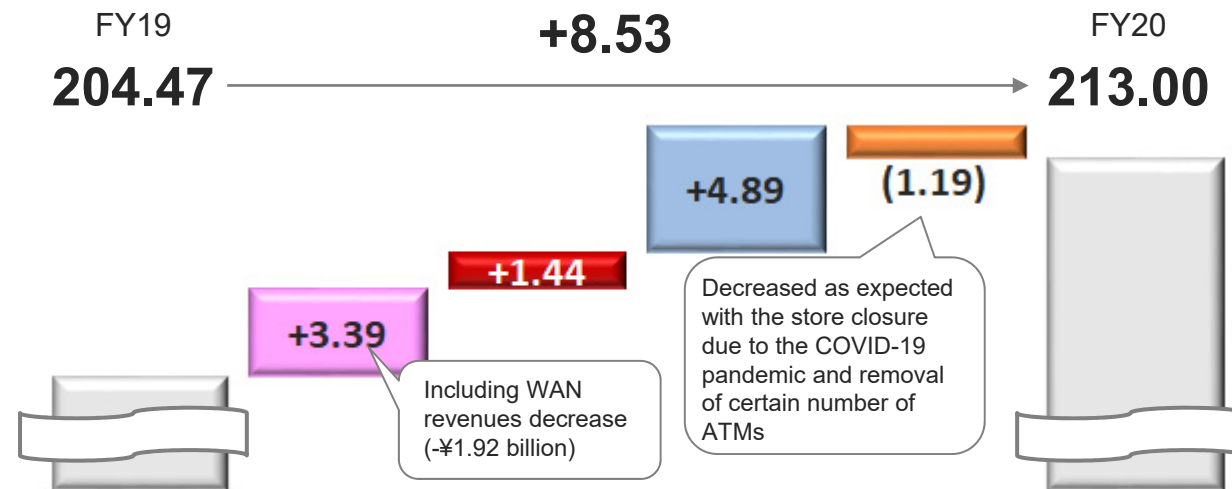 FY19
+8.53
FY20
204.47
213.00
+3.39
+1.44
+4.89
(1.19)
Including WAN
revenues decrease
(-¥1.92 billion)
Decreased as expected
with the store closure
due to the COVID-19
pandemic and removal
of certain number of
ATMs